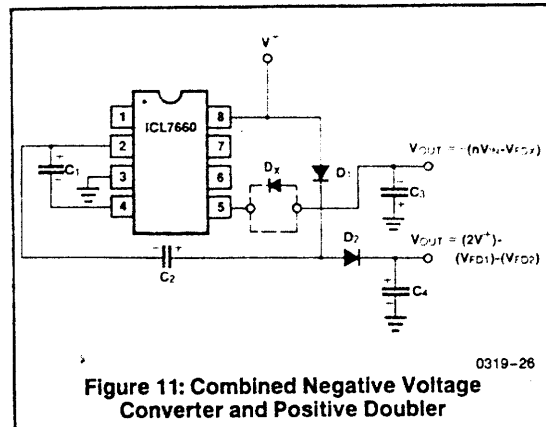 V+
1 ICL7660 8
2 7
3 6
4 5
C1
DX
D1
VOUT = -(nVIN-VFDX)
C3
D2
VOUT = (2V+)-
(VFD1)-(VFD2)
C2
C4
0319-26
Figure 11: Combined Negative Voltage
Converter and Positive Doubler